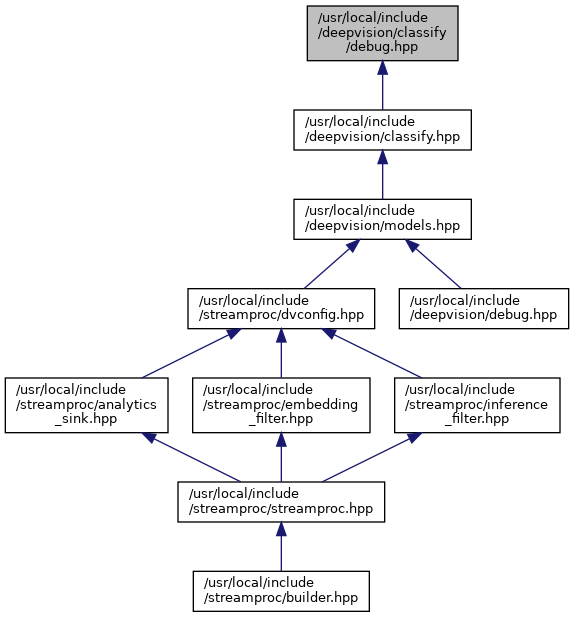 /usr/local/include
/deepvision/classify
/debug.hpp
/usr/local/include
/deepvision/classify.hpp
/usr/local/include
/deepvision/models.hpp
/usr/local/include
/streamproc/dvconfig.hpp
/usr/local/include
/deepvision/debug.hpp
/usr/local/include
/streamproc/analytics
_sink.hpp
/usr/local/include
/streamproc/embedding
_filter.hpp
/usr/local/include
/streamproc/inference
_filter.hpp
/usr/local/include
/streamproc/streamproc.hpp
/usr/local/include
/streamproc/builder.hpp